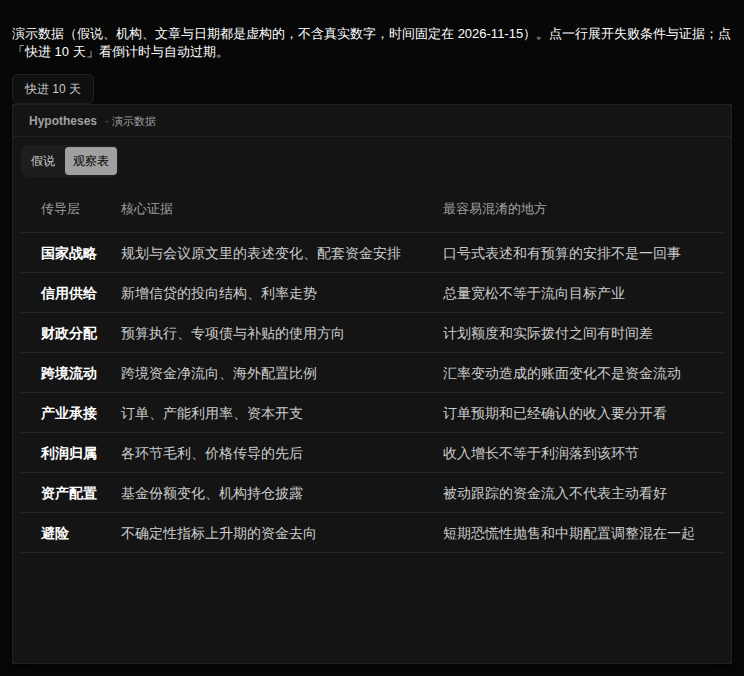 演示数据（假说、机构、文章与日期都是虚构的，不含真实数字，时间固定在 2026-11-15）。点一行展开失败条件与证据；点
「快进 10 天」看倒计时与自动过期。
快进 10 天
Hypotheses · 演示数据
假说 观察表
传导层 核心证据 最容易混淆的地方
国家战略 规划与会议原文里的表述变化、配套资金安排 口号式表述和有预算的安排不是一回事
信用供给 新增信贷的投向结构、利率走势 总量宽松不等于流向目标产业
财政分配 预算执行、专项债与补贴的使用方向 计划额度和实际拨付之间有时间差
跨境流动 跨境资金净流向、海外配置比例 汇率变动造成的账面变化不是资金流动
产业承接 订单、产能利用率、资本开支 订单预期和已经确认的收入要分开看
利润归属 各环节毛利、价格传导的先后 收入增长不等于利润落到该环节
资产配置 基金份额变化、机构持仓披露 被动跟踪的资金流入不代表主动看好
避险 不确定性指标上升期的资金去向 短期恐慌性抛售和中期配置调整混在一起